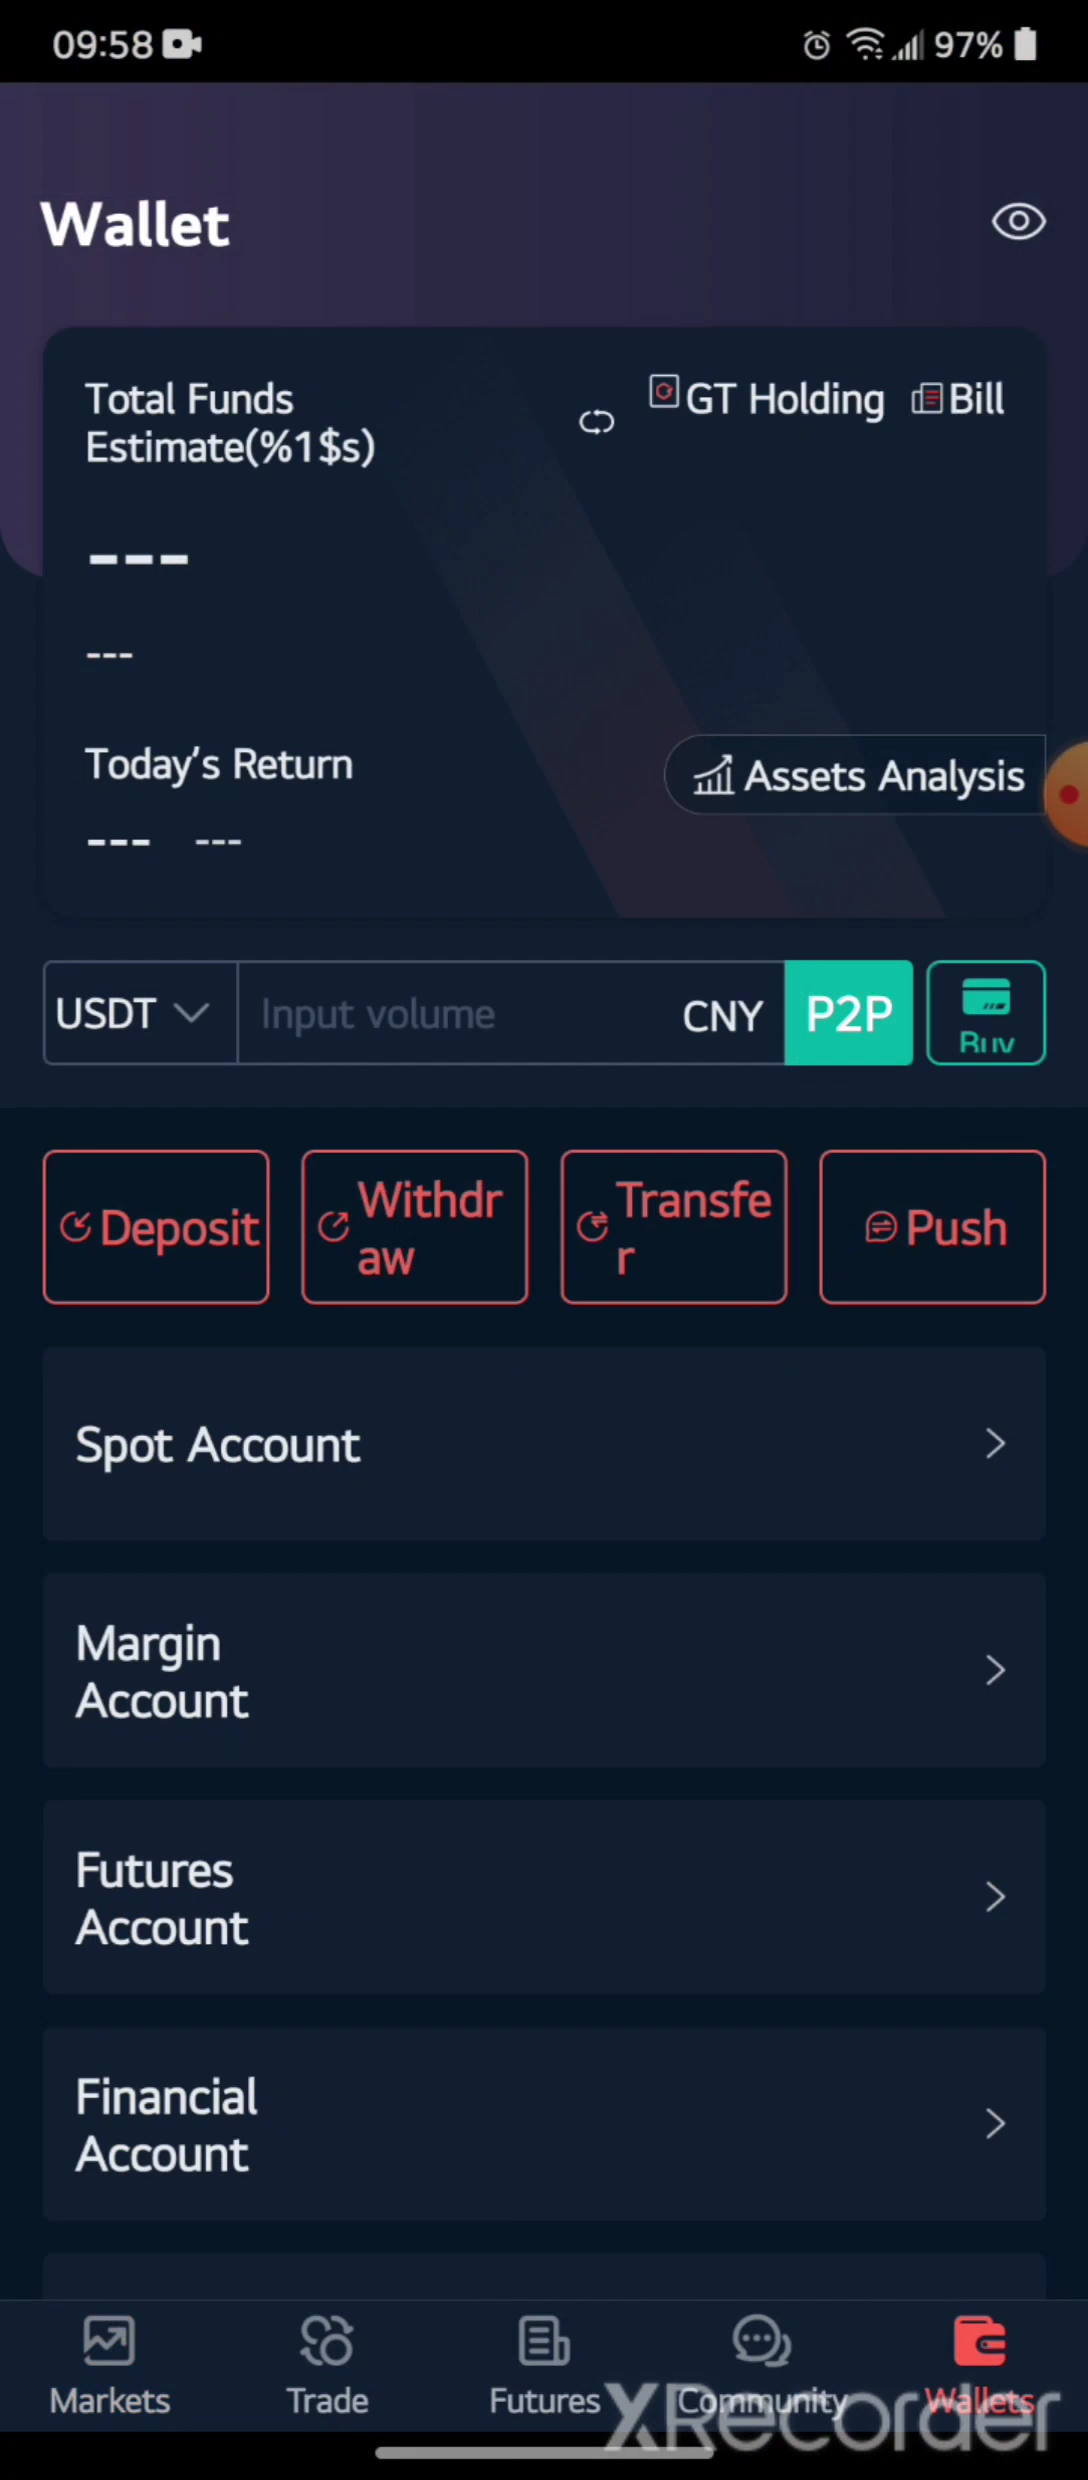 09:58
97%
Wallet
Total Funds
Estimate(%1$s)
GT Holding
Bill
---
---
Today's Return
Assets Analysis
--- ---
USDT
Input volume
CNY
P2P
Buy
Deposit
Withdr
aw
Transfe
r
Push
Spot Account
Margin
Account
Futures
Account
Financial
Account
Markets
Trade
Futures
Community
Wallets
XRecorder